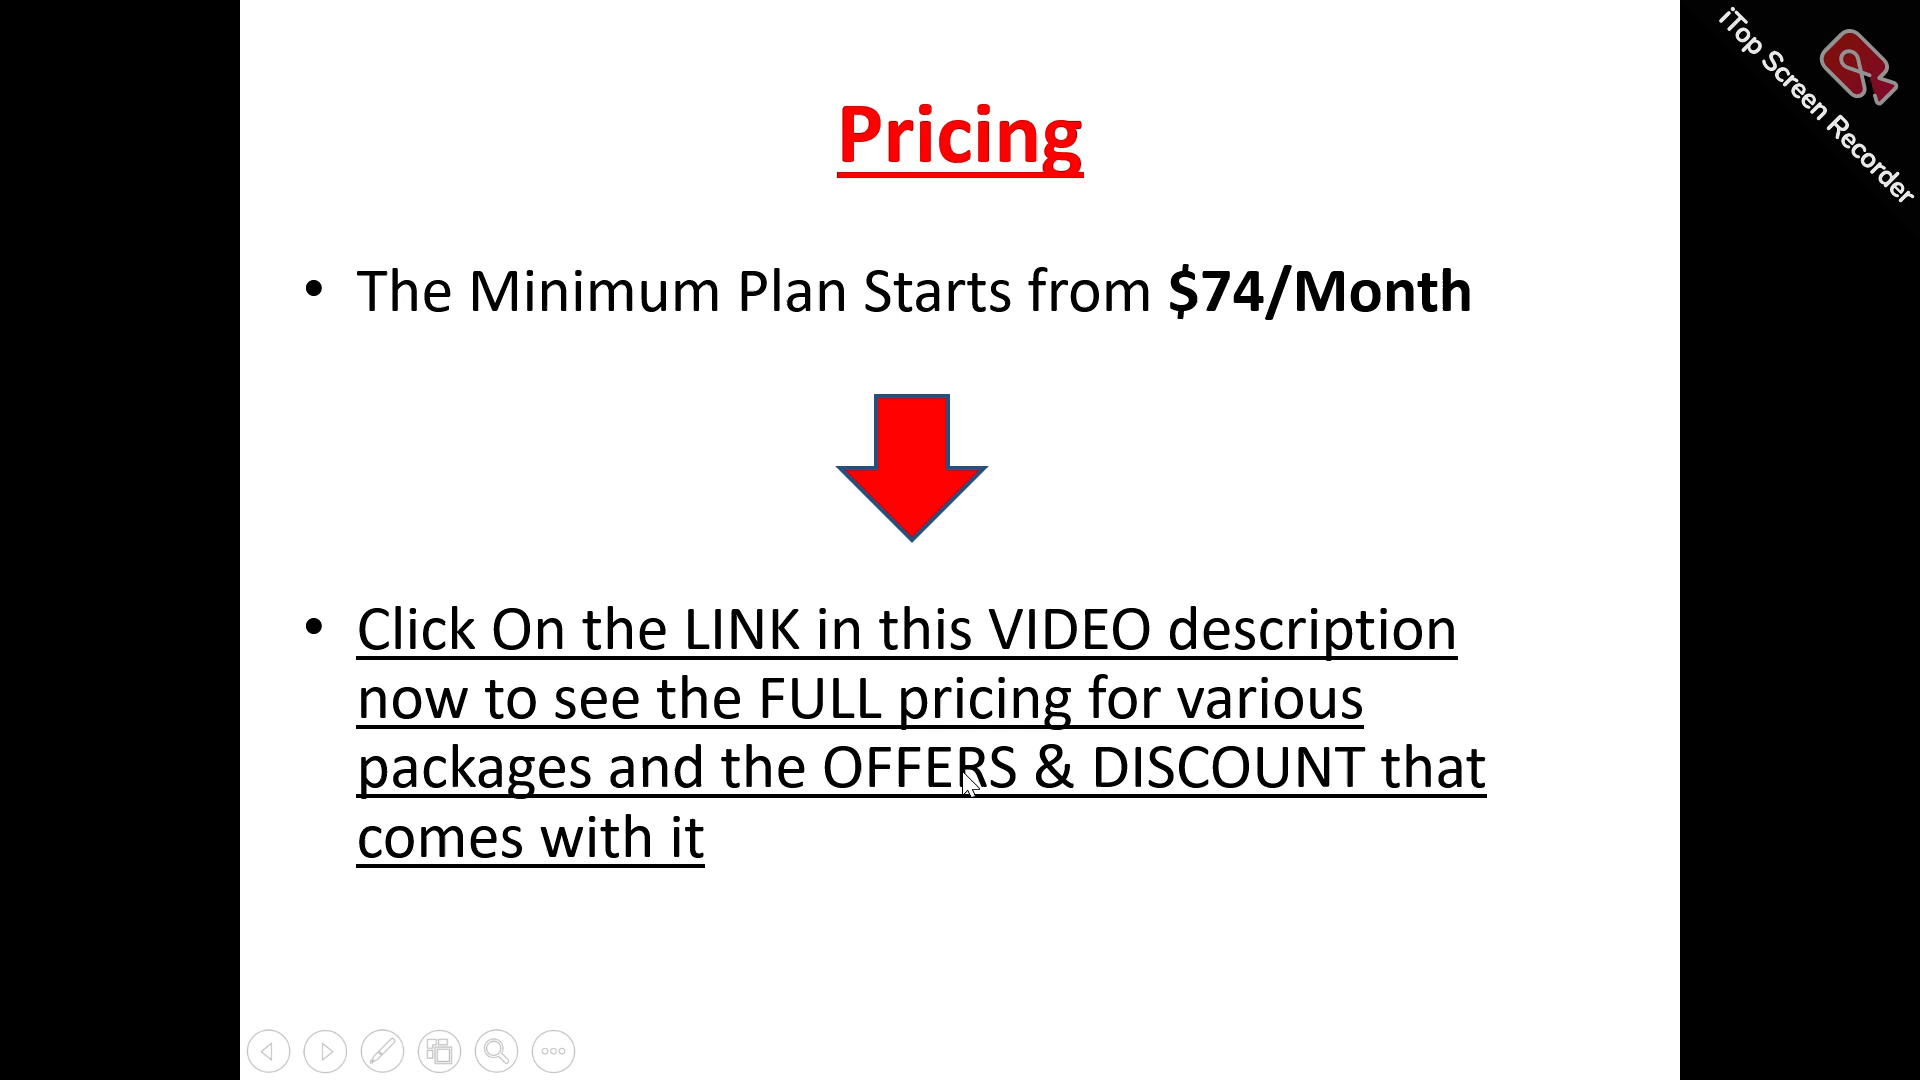 iTop Screen Recorder
Pricing
• The Minimum Plan Starts from $74/Month
• Click On the LINK in this VIDEO description
now to see the FULL pricing for various
packages and the OFFERS & DISCOUNT that
comes with it